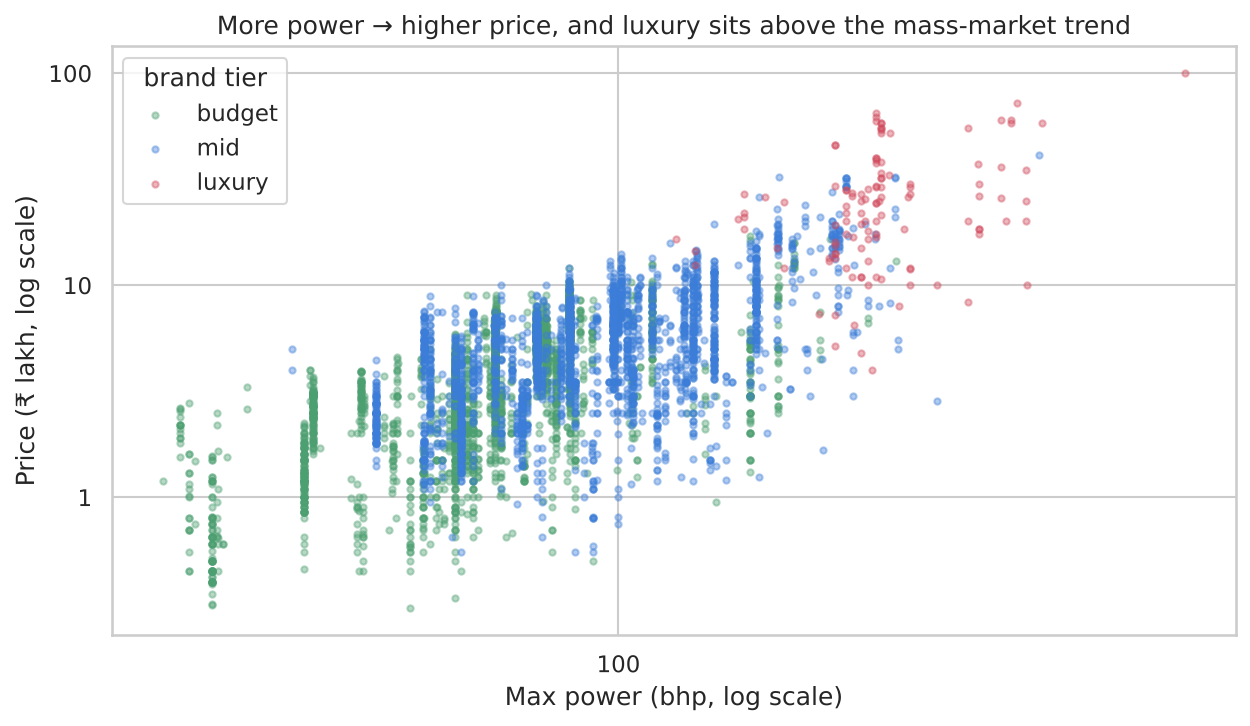 More power → higher price, and luxury sits above the mass-market trend
brand tier
budget
mid
luxury
100
10
1
Price (₹ lakh, log scale)
100
Max power (bhp, log scale)